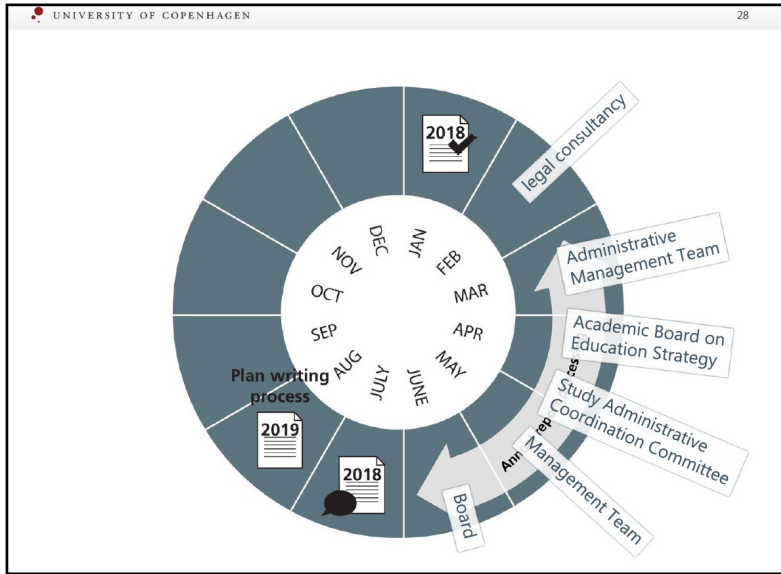 UNIVERSITY OF COPENHAGEN
28
2018
legal consultancy
Administrative
Management Team
Academic Board on
Education Strategy
Study Administrative
Coordination Committee
Management Team
Board
JAN
FEB
MAR
APR
MAY
JUNE
JULY
AUG
SEP
OCT
NOV
DEC
Plan writing
process
2019
2018